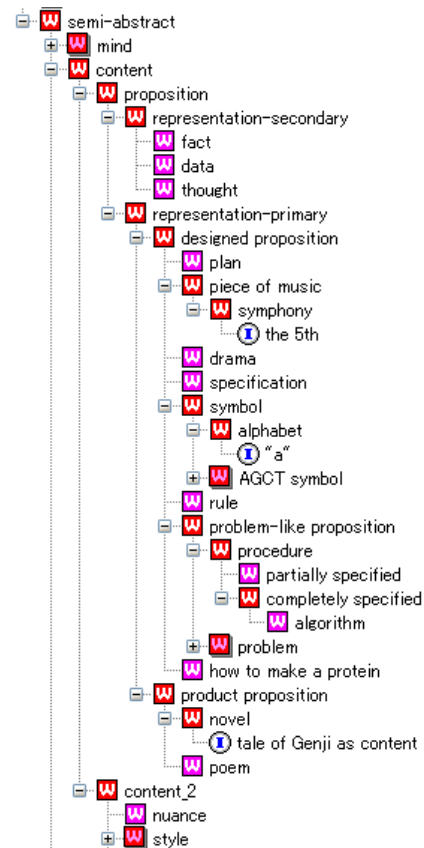 semi-abstract
mind
content
proposition
representation-secondary
fact
data
thought
representation-primary
designed proposition
plan
piece of music
symphony
the 5th
drama
specification
symbol
alphabet
"a"
AGCT symbol
rule
problem-like proposition
procedure
partially specified
completely specified
algorithm
problem
how to make a protein
product proposition
novel
tale of Genji as content
poem
content_2
nuance
style